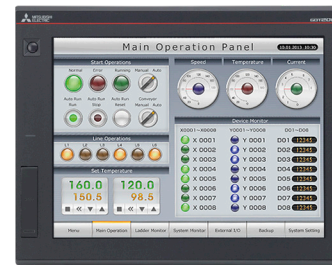 MITSUBISHI ELECTRIC
Main Operation Panel
10.01.2013 10:30
Start Operations
Normal Error Running Manual Auto
Auto Run Auto Run Auto Run Conveyor
Run Stop Reset Manual Auto
Speed Temperature Current
Line Operations
L1 L2 L3 L4 L5 L6
Set Temperature
160.0 120.0
150.5 98.5
Device Monitor
X0001~X0008 Y0001~Y0008 D01~D08
X 0001 Y 0001 D01 12345
X 0002 Y 0002 D02 12345
X 0003 Y 0003 D03 12345
X 0004 Y 0004 D04 12345
X 0005 Y 0005 12345
X 0006 Y 0006 D06 12345
X 0007 Y 0007 12345
X 0008 Y 0008 D08 12345
Menu Main Operation Ladder Monitor System Monitor External I/O Backup System Setting